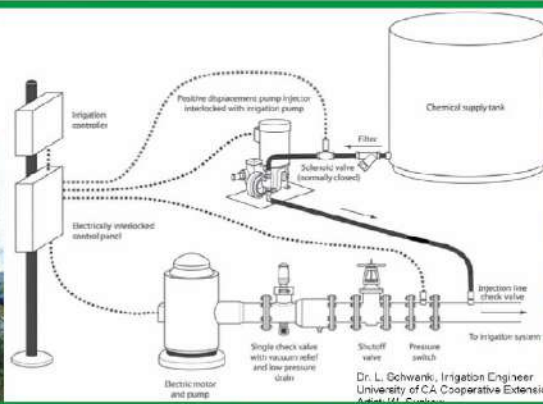 Irrigation
controller
Positive displacement pump injector
interlocked with irrigation pump
Chemical supply tank
Filter
Solenoid valve
(normally closed)
Electrically interlocked
control panel
Injection line
check valve
To irrigation system
Single check valve
with vacuum relief
and low pressure
drain
Shutoff
valve
Pressure
switch
Electric motor
and pump
Dr. L. Schwankl, Irrigation Engineer
University of CA Cooperative Extensio